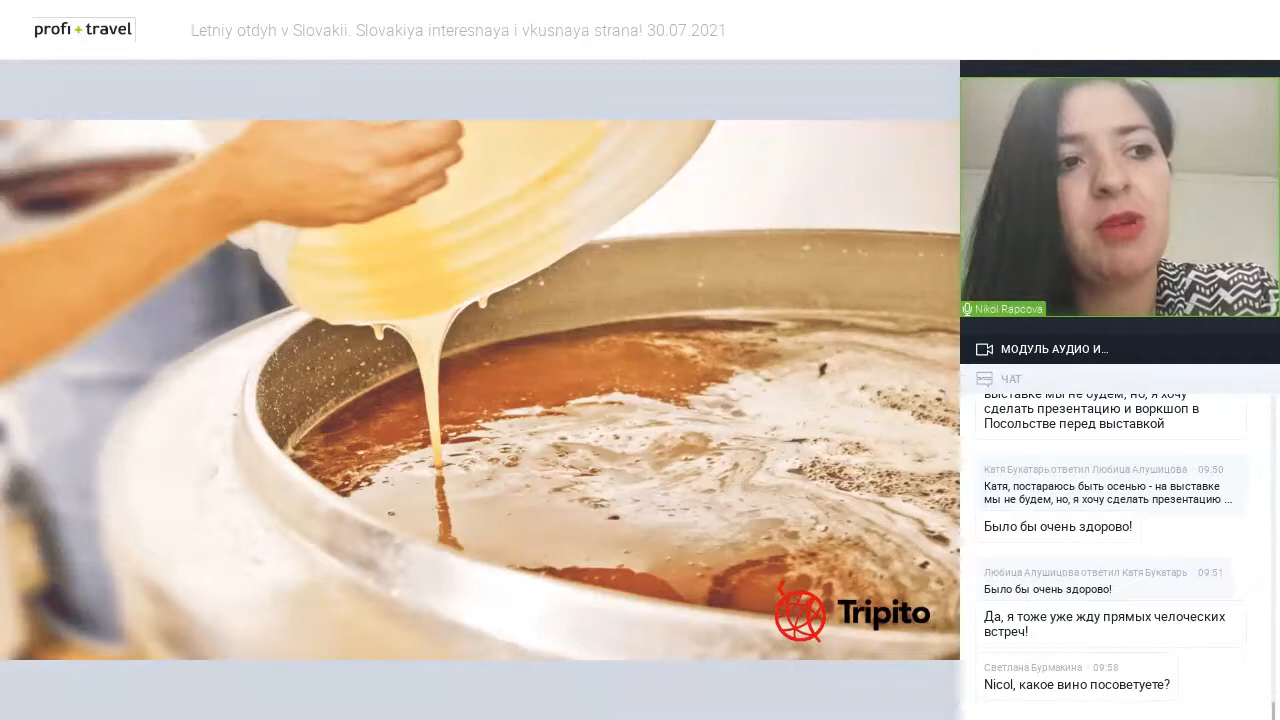 profi + travel
Letniy otdyh v Slovakii. Slovakiya interesnaya i vkusnaya strana! 30.07.2021
Tripito
Nikol Rapcova
МОДУЛЬ АУДИО И...
ЧАТ
выставке мы не будем, но, я хочу
сделать презентацию и воркшоп в
Посольстве перед выставкой
Катя Букатарь ответил Любица Алушицова · 09:50
Катя, постараюсь быть осенью - на выставке
мы не будем, но, я хочу сделать презентацию ...
Было бы очень здорово!
Любица Алушицова ответил Катя Букатарь · 09:51
Было бы очень здорово!
Да, я тоже уже жду прямых челоческих
встреч!
Светлана Бурмакина · 09:58
Nicol, какое вино посоветуете?